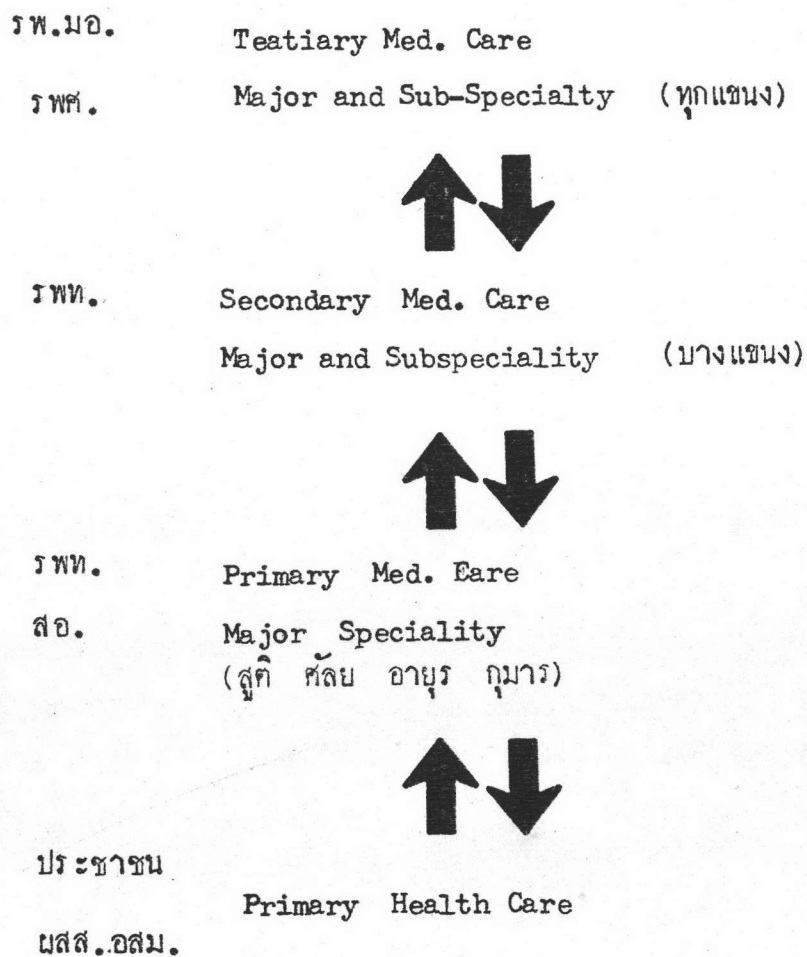 รพ.มอ. Teatiary Med. Care
รพศ. Major and Sub-Specialty (ทุกแขนง)
รพท. Secondary Med. Care
Major and Subspeciality (บางแขนง)
รพท. Primary Med. Eare
สอ. Major Speciality
(สูติ ศัลย อายุร กุมาร)
ประชาชน
Primary Health Care
ผสส.อสม.